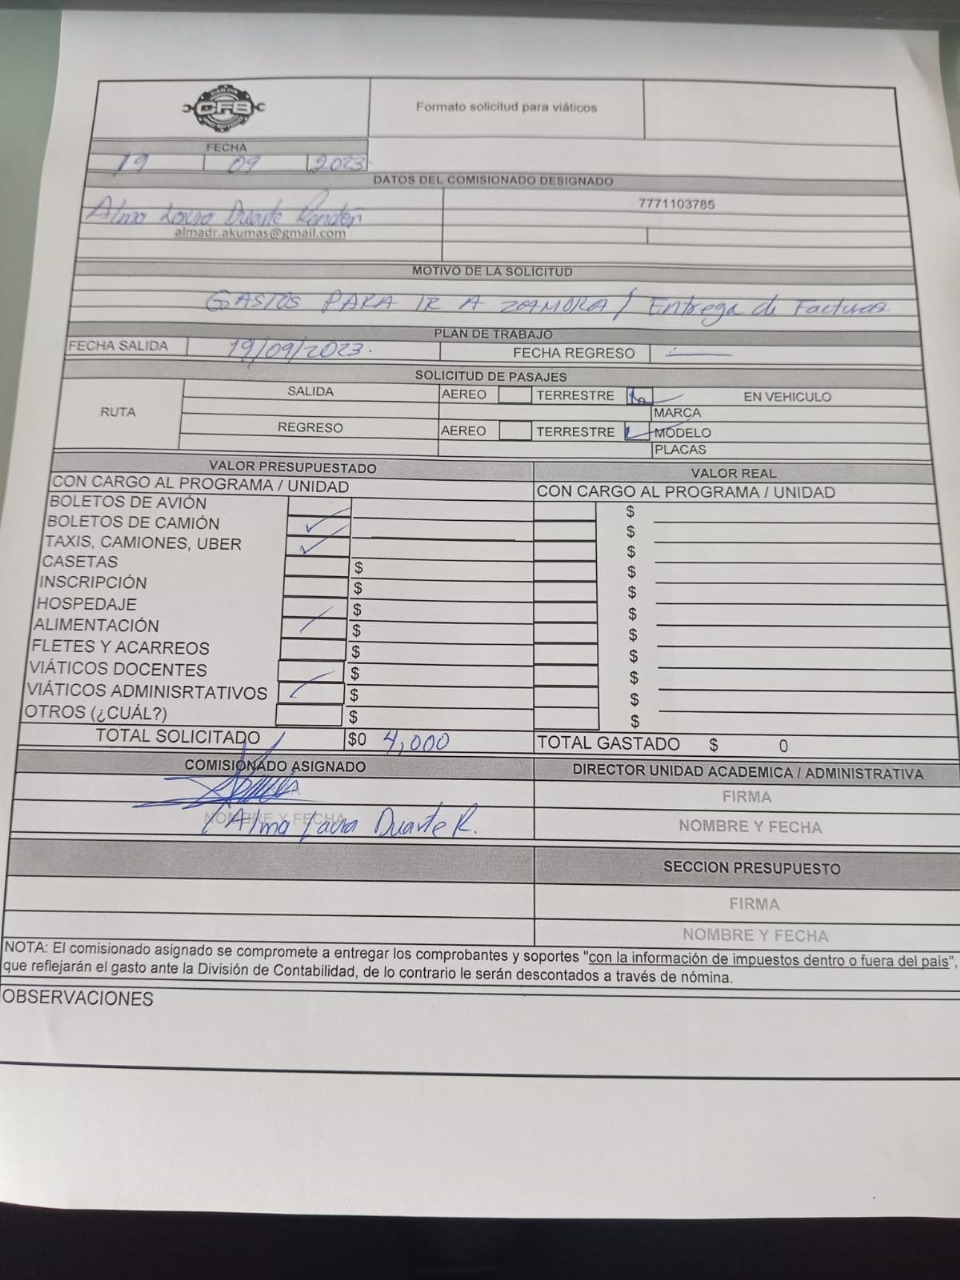 CFB
Formato solicitud para viáticos
FECHA
19 09 2023
DATOS DEL COMISIONADO DESIGNADO
Alma Laura Duarte Rendón 7771103785
almadr.akumas@gmail.com
MOTIVO DE LA SOLICITUD
GASTOS PARA IR A ZAMORA / Entrega de Facturas.
PLAN DE TRABAJO
FECHA SALIDA 19/09/2023. FECHA REGRESO
SOLICITUD DE PASAJES
SALIDA AEREO TERRESTRE EN VEHICULO
RUTA MARCA
REGRESO AEREO TERRESTRE MODELO
PLACAS
VALOR PRESUPUESTADO VALOR REAL
CON CARGO AL PROGRAMA / UNIDAD CON CARGO AL PROGRAMA / UNIDAD
BOLETOS DE AVIÓN $
BOLETOS DE CAMIÓN $
TAXIS, CAMIONES, UBER $
CASETAS $ $
INSCRIPCIÓN $ $
HOSPEDAJE $ $
ALIMENTACIÓN $ $
FLETES Y ACARREOS $ $
VIÁTICOS DOCENTES $ $
VIÁTICOS ADMINISRTATIVOS $ $
OTROS (¿CUÁL?) $ $
TOTAL SOLICITADO $0 4,000 TOTAL GASTADO $ 0
COMISIONADO ASIGNADO DIRECTOR UNIDAD ACADEMICA / ADMINISTRATIVA
FIRMA
NOMBRE Y FECHA Alma Laura Duarte R. NOMBRE Y FECHA
SECCION PRESUPUESTO
FIRMA
NOMBRE Y FECHA
NOTA: El comisionado asignado se compromete a entregar los comprobantes y soportes "con la información de impuestos dentro o fuera del país",
que reflejarán el gasto ante la División de Contabilidad, de lo contrario le serán descontados a través de nómina.
OBSERVACIONES